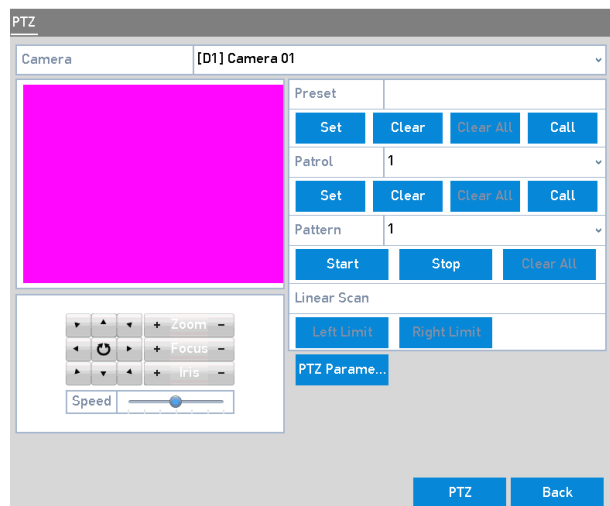 PTZ
Camera [D1] Camera 01
Preset
Set Clear Clear All Call
Patrol 1
Set Clear Clear All Call
Pattern 1
Start Stop Clear All
Linear Scan
Left Limit Right Limit
PTZ Parame...
+ Zoom -
+ Focus -
+ Iris -
Speed
PTZ Back